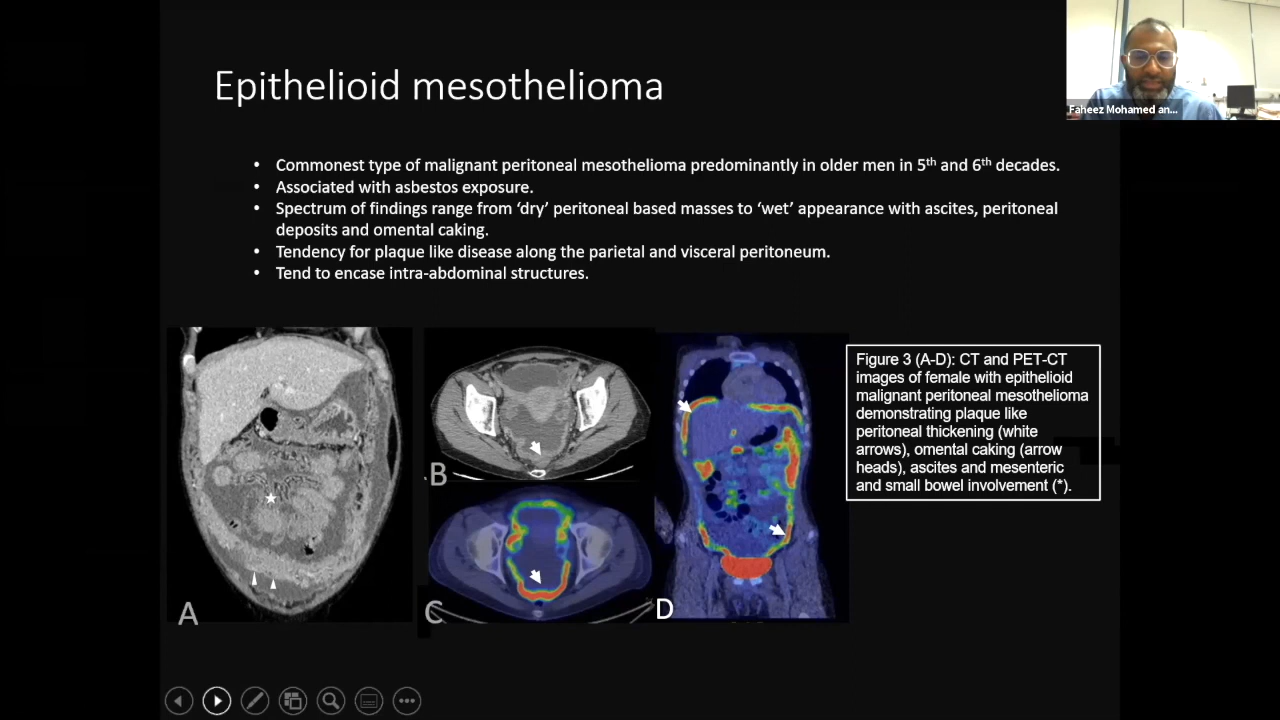 Epithelioid mesothelioma
Faheez Mohamed an...
• Commonest type of malignant peritoneal mesothelioma predominantly in older men in 5th and 6th decades.
• Associated with asbestos exposure.
• Spectrum of findings range from ‘dry’ peritoneal based masses to ‘wet’ appearance with ascites, peritoneal
deposits and omental caking.
• Tendency for plaque like disease along the parietal and visceral peritoneum.
• Tend to encase intra-abdominal structures.
A
B
C
D
Figure 3 (A-D): CT and PET-CT
images of female with epithelioid
malignant peritoneal mesothelioma
demonstrating plaque like
peritoneal thickening (white
arrows), omental caking (arrow
heads), ascites and mesenteric
and small bowel involvement (*).